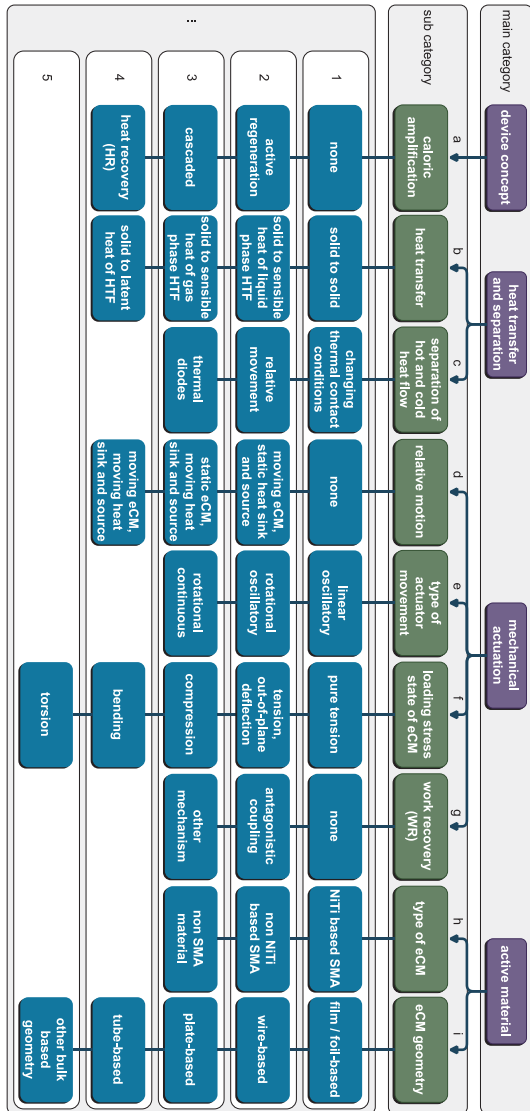 main category
device concept
heat transfer
and separation
mechanical
actuation
active material
sub category
a
b
c
d
e
f
g
h
i
caloric
amplification
heat transfer
separation of
hot and cold
heat flow
relative motion
type of
actuator
movement
loading stress
state of eCM
work recovery
(WR)
type of eCM
eCM geometry
...
1
none
solid to solid
changing
thermal contact
conditions
none
linear
oscillatory
pure tension
none
NiTi based SMA
film / foil-based
2
active
regeneration
solid to sensible
heat of liquid
phase HTF
relative
movement
moving eCM,
static heat sink
and source
rotational
oscillatory
tension,
out-of-plane
deflection
antagonistic
coupling
non NiTi
based SMA
wire-based
3
cascaded
solid to sensible
heat of gas
phase HTF
thermal
diodes
static eCM,
moving heat
sink and source
rotational
continuous
compression
other
mechanism
non SMA
material
plate-based
4
heat recovery
(HR)
solid to latent
heat of HTF
moving eCM,
moving heat
sink and source
bending
tube-based
5
torsion
other bulk
based
geometry